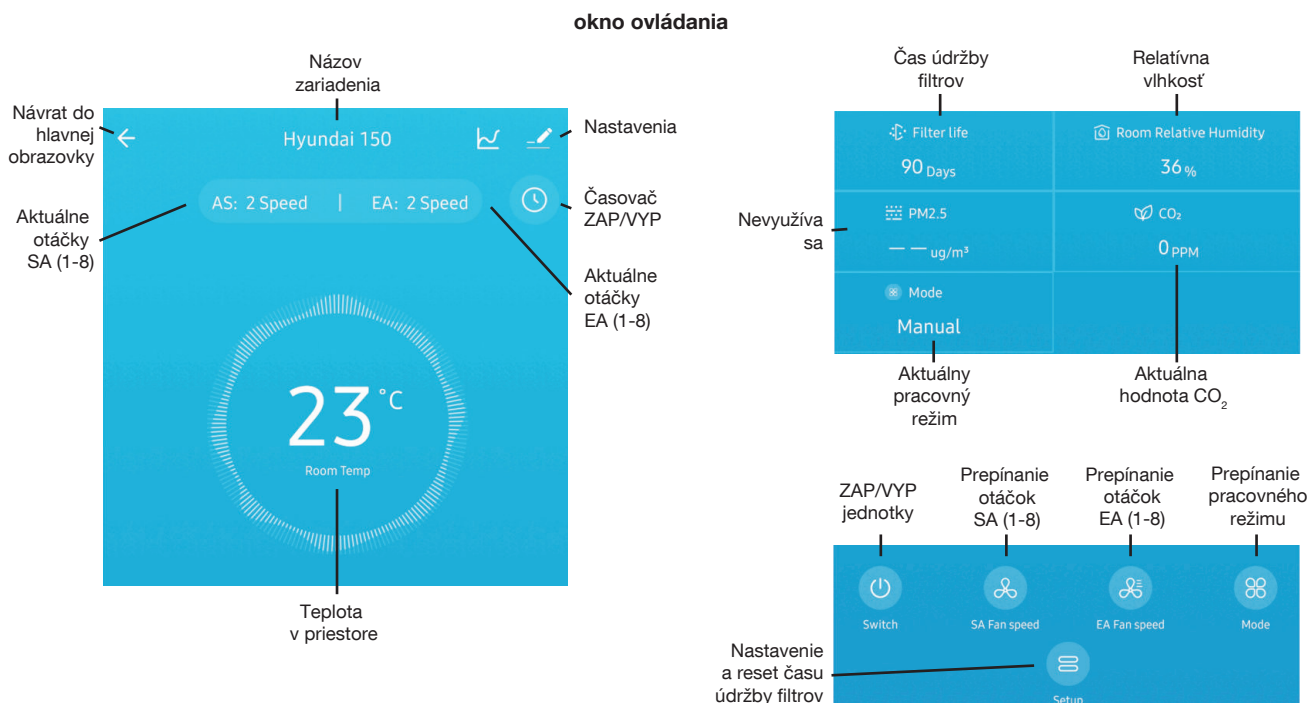 okno ovládania
Názov
zariadenia
Návrat do
hlavnej
obrazovky
Hyundai 150
Nastavenia
AS: 2 Speed | EA: 2 Speed
Časovač
ZAP/VYP
Aktuálne
otáčky
SA (1-8)
Aktuálne
otáčky
EA (1-8)
23 °C
Room Temp
Teplota
v priestore
Čas údržby
filtrov
Relatívna
vlhkosť
Filter life
90 Days
Room Relative Humidity
36 %
Nevyužíva
sa
PM2.5
— — ug/m³
CO₂
0 PPM
Mode
Manual
Aktuálny
pracovný
režim
Aktuálna
hodnota CO₂
ZAP/VYP
jednotky
Prepínanie
otáčok
SA (1-8)
Prepínanie
otáčok
EA (1-8)
Prepínanie
pracovného
režimu
Switch
SA Fan speed
EA Fan speed
Mode
Nastavenie
a reset času
údržby filtrov
Setup